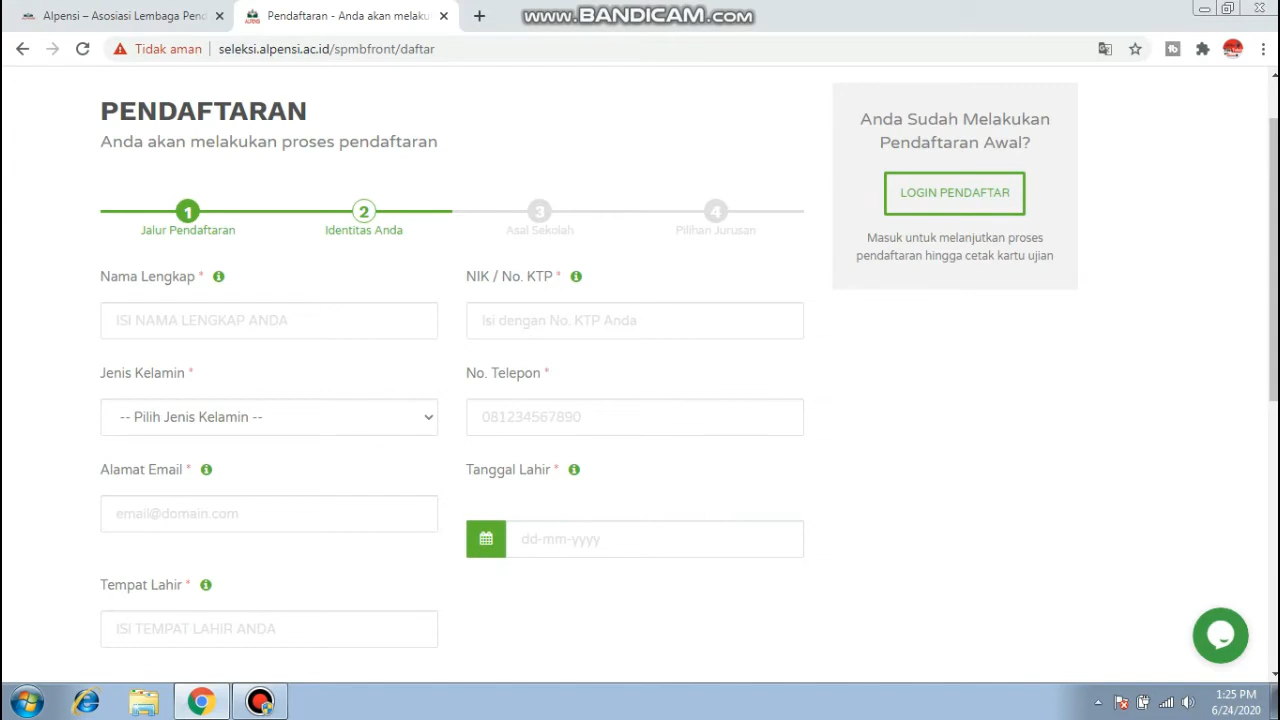 Alpensi – Asosiasi Lembaga Pend
Pendaftaran - Anda akan melaku
WWW.BANDICAM.COM
Tidak aman
seleksi.alpensi.ac.id/spmbfront/daftar
PENDAFTARAN
Anda akan melakukan proses pendaftaran
1
2
3
4
Jalur Pendaftaran
Identitas Anda
Asal Sekolah
Pilihan Jurusan
Nama Lengkap *
NIK / No. KTP *
ISI NAMA LENGKAP ANDA
Isi dengan No. KTP Anda
Jenis Kelamin *
No. Telepon *
-- Pilih Jenis Kelamin --
081234567890
Alamat Email *
Tanggal Lahir *
email@domain.com
dd-mm-yyyy
Tempat Lahir *
ISI TEMPAT LAHIR ANDA
Anda Sudah Melakukan
Pendaftaran Awal?
LOGIN PENDAFTAR
Masuk untuk melanjutkan proses
pendaftaran hingga cetak kartu ujian
1:25 PM
6/24/2020